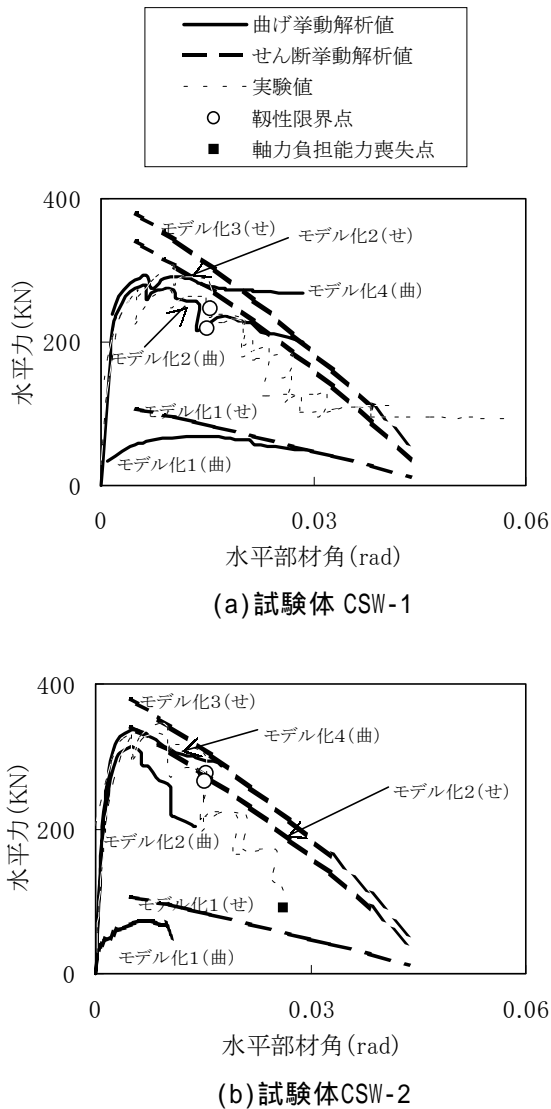 曲げ挙動解析値
せん断挙動解析値
実験値
靭性限界点
軸力負担能力喪失点
400
モデル化3(せ)
モデル化2(せ)
モデル化4(曲)
水平力(KN)
200
モデル化2(曲)
モデル化1(せ)
モデル化1(曲)
0
0
0.03
0.06
水平部材角(rad)
(a)試験体 CSW-1
400
モデル化3(せ)
モデル化4(曲)
モデル化2(せ)
水平力(KN)
200
モデル化2(曲)
モデル化1(せ)
モデル化1(曲)
0
0
0.03
0.06
水平部材角(rad)
(b)試験体CSW-2